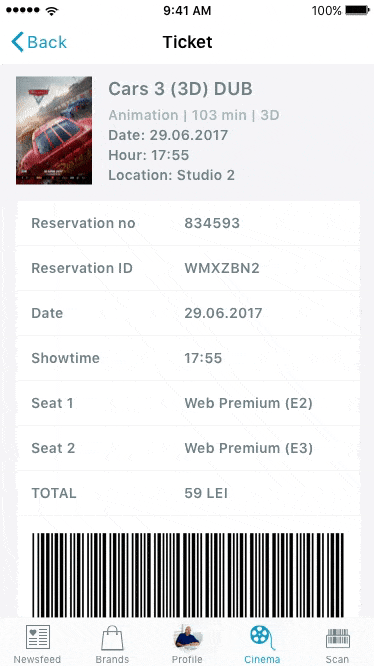 9:41 AM 100%
Back Ticket
Cars 3 (3D) DUB
Animation | 103 min | 3D
Date: 29.06.2017
Hour: 17:55
Location: Studio 2
Reservation no 834593
Reservation ID WMXZBN2
Date 29.06.2017
Showtime 17:55
Seat 1 Web Premium (E2)
Seat 2 Web Premium (E3)
TOTAL 59 LEI
Newsfeed Brands Profile Cinema Scan